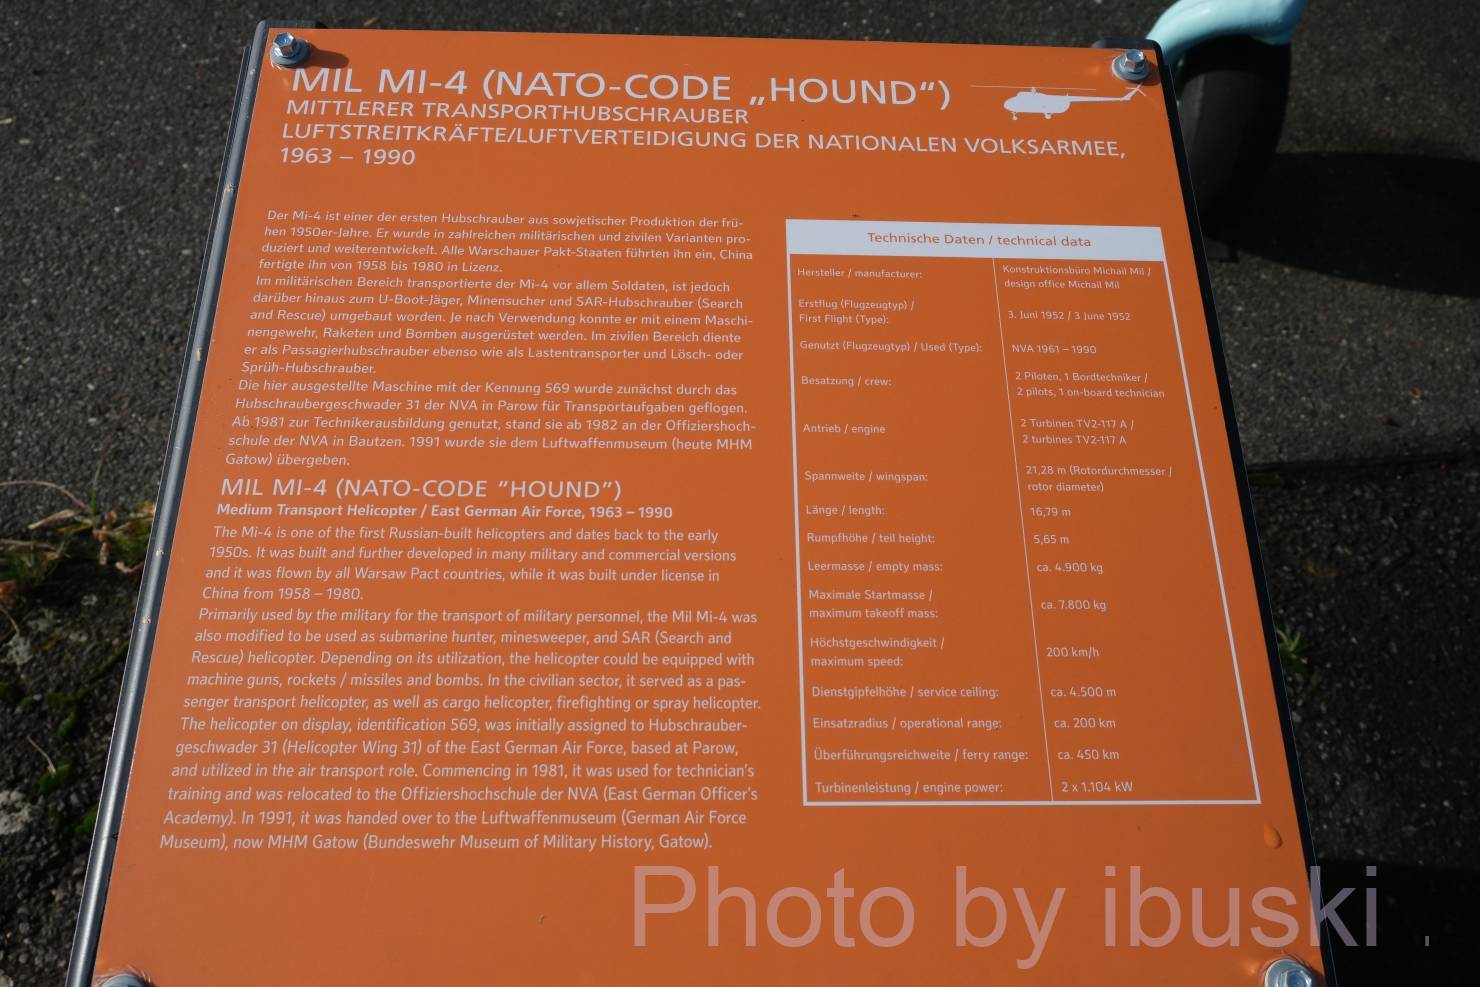 MIL MI-4 (NATO-CODE „HOUND“)
MITTLERER TRANSPORTHUBSCHRAUBER
LUFTSTREITKRÄFTE/LUFTVERTEIDIGUNG DER NATIONALEN VOLKSARMEE,
1963 – 1990
Der Mi-4 ist einer der ersten Hubschrauber aus sowjetischer Produktion der frü-
hen 1950er-Jahre. Er wurde in zahlreichen militärischen und zivilen Varianten pro-
duziert und weiterentwickelt. Alle Warschauer Pakt-Staaten führten ihn ein, China
fertigte ihn von 1958 bis 1980 in Lizenz.
Im militärischen Bereich transportierte der Mi-4 vor allem Soldaten, ist jedoch
darüber hinaus zum U-Boot-Jäger, Minensucher und SAR-Hubschrauber (Search
and Rescue) umgebaut worden. Je nach Verwendung konnte er mit einem Maschi-
nengewehr, Raketen und Bomben ausgerüstet werden. Im zivilen Bereich diente
er als Passagierhubschrauber ebenso wie als Lastentransporter und Lösch- oder
Sprüh-Hubschrauber.
Die hier ausgestellte Maschine mit der Kennung 569 wurde zunächst durch das
Hubschraubergeschwader 31 der NVA in Parow für Transportaufgaben geflogen.
Ab 1981 zur Technikerausbildung genutzt, stand sie ab 1982 an der Offiziershoch-
schule der NVA in Bautzen. 1991 wurde sie dem Luftwaffenmuseum (heute MHM
Gatow) übergeben.
MIL MI-4 (NATO-CODE “HOUND”)
Medium Transport Helicopter / East German Air Force, 1963 – 1990
The Mi-4 is one of the first Russian-built helicopters and dates back to the early
1950s. It was built and further developed in many military and commercial versions
and it was flown by all Warsaw Pact countries, while it was built under license in
China from 1958 – 1980.
Primarily used by the military for the transport of military personnel, the Mil Mi-4 was
also modified to be used as submarine hunter, minesweeper, and SAR (Search and
Rescue) helicopter. Depending on its utilization, the helicopter could be equipped with
machine guns, rockets / missiles and bombs. In the civilian sector, it served as a pas-
senger transport helicopter, as well as cargo helicopter, firefighting or spray helicopter.
The helicopter on display, identification 569, was initially assigned to Hubschrauber-
geschwader 31 (Helicopter Wing 31) of the East German Air Force, based at Parow,
and utilized in the air transport role. Commencing in 1981, it was used for technician's
training and was relocated to the Offiziershochschule der NVA (East German Officer's
Academy). In 1991, it was handed over to the Luftwaffenmuseum (German Air Force
Museum), now MHM Gatow (Bundeswehr Museum of Military History, Gatow).
Technische Daten / technical data
Hersteller / manufacturer: Konstruktionsbüro Michail Mil /
design office Michail Mil
Erstflug (Flugzeugtyp) /
First Flight (Type): 3. Juni 1952 / 3 June 1952
Genutzt (Flugzeugtyp) / Used (Type): NVA 1961 – 1990
Besatzung / crew: 2 Piloten, 1 Bordtechniker /
2 pilots, 1 on-board technician
Antrieb / engine 2 Turbinen TV2-117 A /
2 turbines TV2-117 A
Spannweite / wingspan: 21,28 m (Rotordurchmesser /
rotor diameter)
Länge / length: 16,79 m
Rumpfhöhe / teil height: 5,65 m
Leermasse / empty mass: ca. 4.900 kg
Maximale Startmasse /
maximum takeoff mass: ca. 7.800 kg
Höchstgeschwindigkeit /
maximum speed: 200 km/h
Dienstgipfelhöhe / service ceiling: ca. 4.500 m
Einsatzradius / operational range: ca. 200 km
Überführungsreichweite / ferry range: ca. 450 km
Turbinenleistung / engine power: 2 x 1.104 kW
Photo by ibuski .